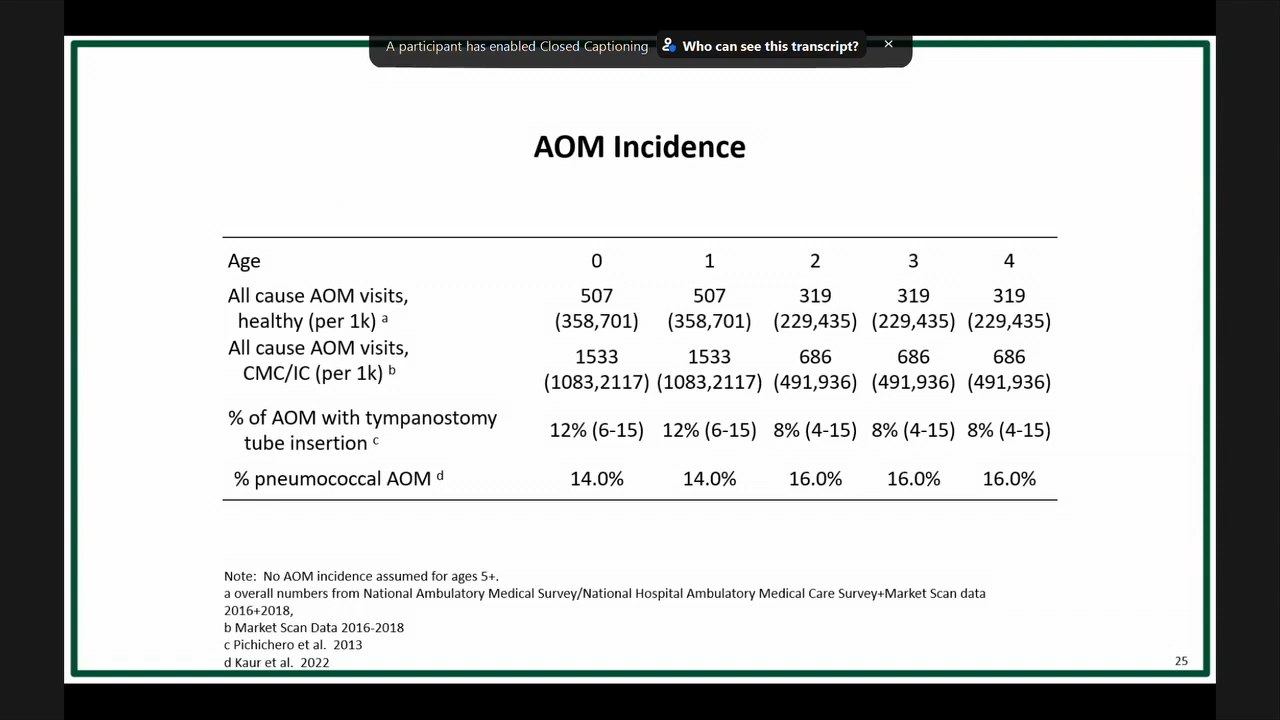 A participant has enabled Closed Captioning Who can see this transcript? ×
AOM Incidence
Age 0 1 2 3 4
All cause AOM visits, 507 507 319 319 319
healthy (per 1k) a (358,701) (358,701) (229,435) (229,435) (229,435)
All cause AOM visits, 1533 1533 686 686 686
CMC/IC (per 1k) b (1083,2117) (1083,2117) (491,936) (491,936) (491,936)
% of AOM with tympanostomy
tube insertion c 12% (6-15) 12% (6-15) 8% (4-15) 8% (4-15) 8% (4-15)
% pneumococcal AOM d 14.0% 14.0% 16.0% 16.0% 16.0%
Note: No AOM incidence assumed for ages 5+.
a overall numbers from National Ambulatory Medical Survey/National Hospital Ambulatory Medical Care Survey+Market Scan data
2016+2018,
b Market Scan Data 2016-2018
c Pichichero et al. 2013
d Kaur et al. 2022
25